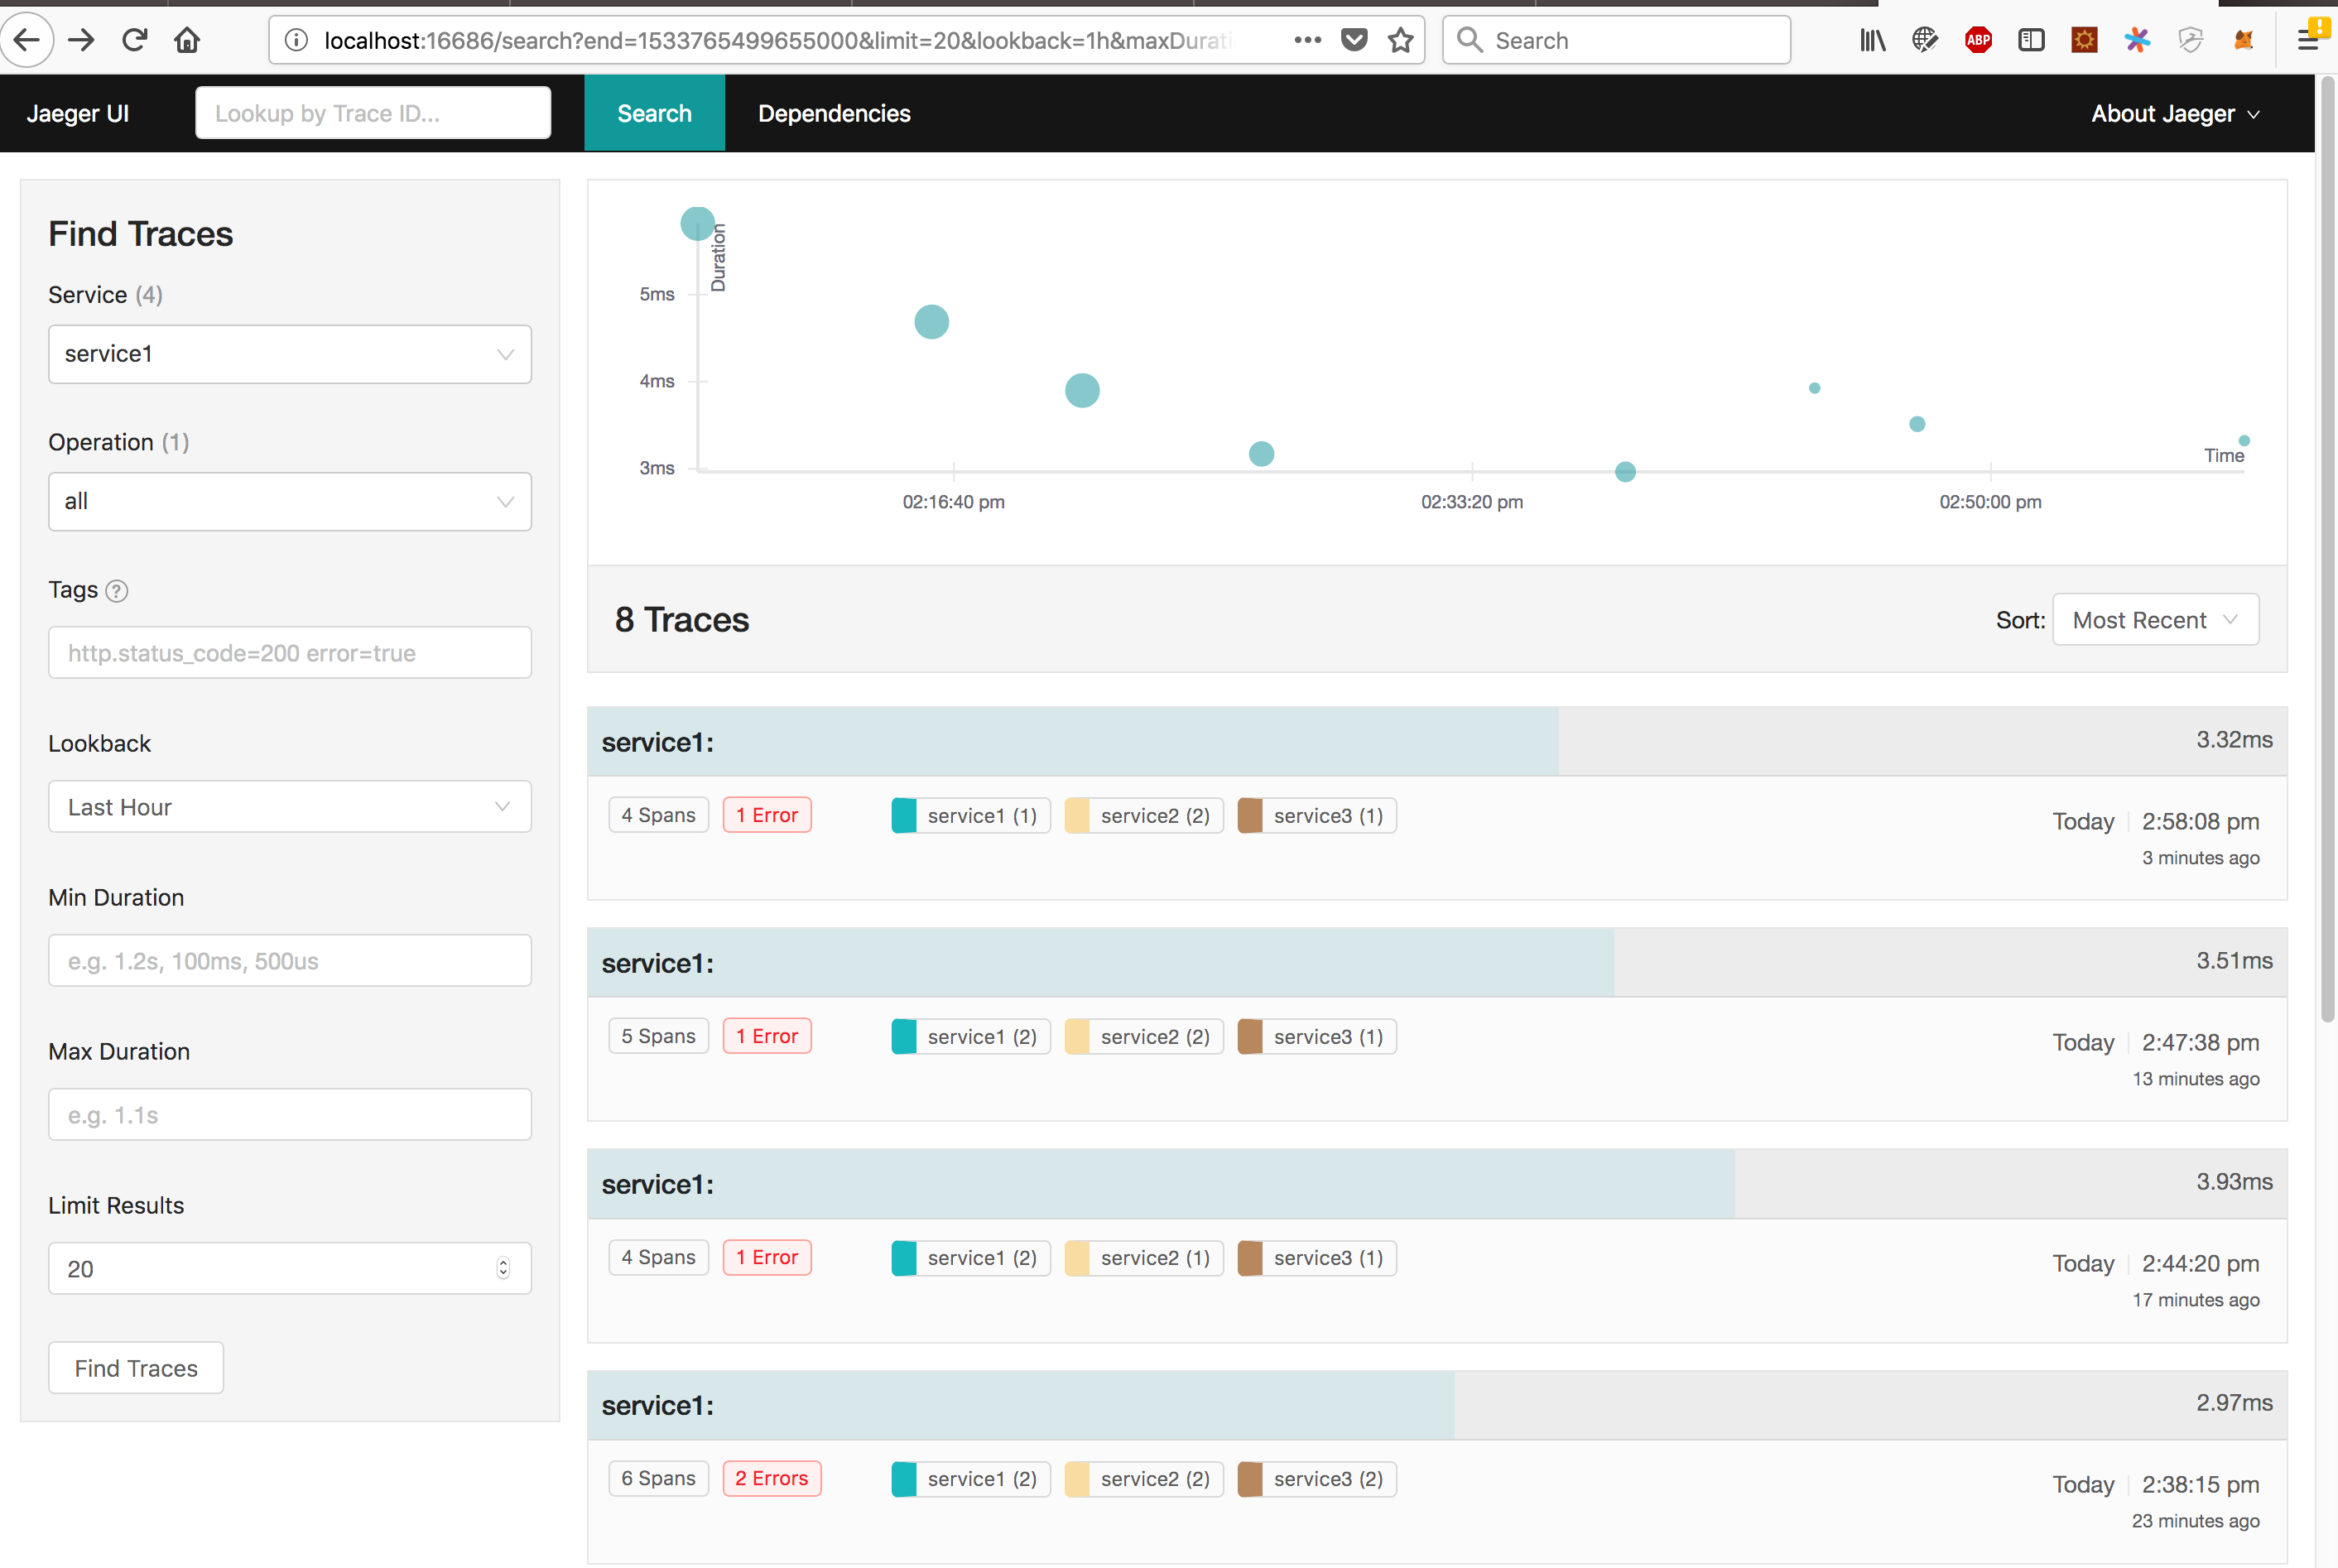 localhost:16686/search?end=1533765499655000&limit=20&lookback=1h&maxDurati
Search
ABP
Jaeger UI
Lookup by Trace ID...
Search
Dependencies
About Jaeger
Find Traces
Service (4)
service1
Operation (1)
all
Tags ?
http.status_code=200 error=true
Lookback
Last Hour
Min Duration
e.g. 1.2s, 100ms, 500us
Max Duration
e.g. 1.1s
Limit Results
20
Find Traces
Duration
5ms
4ms
3ms
Time
02:16:40 pm
02:33:20 pm
02:50:00 pm
8 Traces
Sort: Most Recent
service1:
3.32ms
4 Spans 1 Error service1 (1) service2 (2) service3 (1)
Today 2:58:08 pm
3 minutes ago
service1:
3.51ms
5 Spans 1 Error service1 (2) service2 (2) service3 (1)
Today 2:47:38 pm
13 minutes ago
service1:
3.93ms
4 Spans 1 Error service1 (2) service2 (1) service3 (1)
Today 2:44:20 pm
17 minutes ago
service1:
2.97ms
6 Spans 2 Errors service1 (2) service2 (2) service3 (2)
Today 2:38:15 pm
23 minutes ago